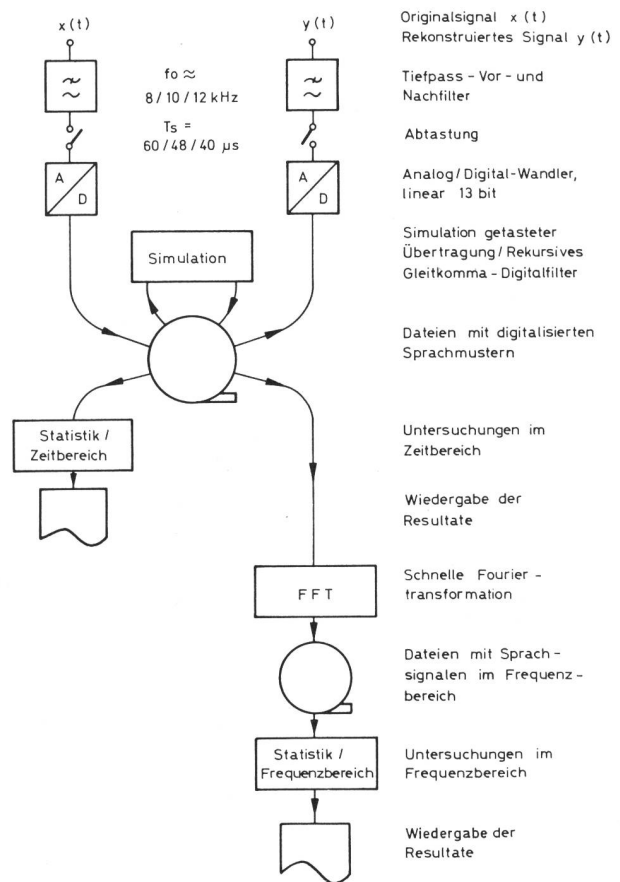 x (t)
y (t)
Originalsignal x (t)
Rekonstruiertes Signal y (t)
fo ≈
8 / 10 / 12 kHz
Ts =
60 / 48 / 40 µs
Tiefpass - Vor - und
Nachfilter
Abtastung
A
D
A
D
Analog / Digital-Wandler,
linear 13 bit
Simulation
Simulation getasteter
Übertragung / Rekursives
Gleitkomma - Digitalfilter
Dateien mit digitalisierten
Sprachmustern
Statistik /
Zeitbereich
Untersuchungen im
Zeitbereich
Wiedergabe der
Resultate
FFT
Schnelle Fourier -
transformation
Dateien mit Sprach -
signalen im Frequenz -
bereich
Statistik /
Frequenzbereich
Untersuchungen im
Frequenzbereich
Wiedergabe der
Resultate